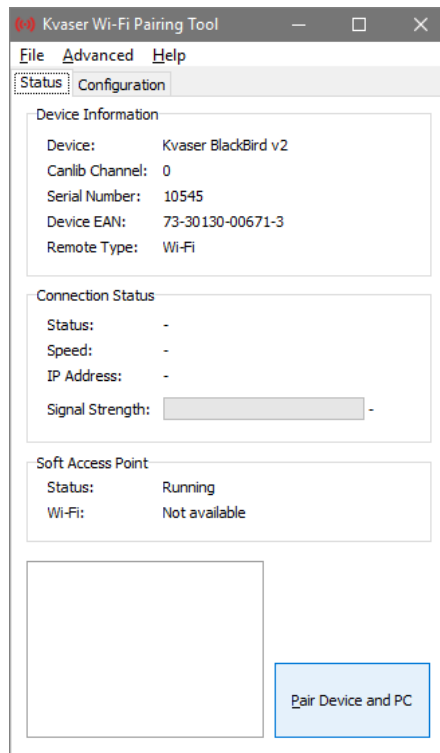 Kvaser Wi-Fi Pairing Tool
File Advanced Help
Status Configuration
Device Information
Device: Kvaser BlackBird v2
Canlib Channel: 0
Serial Number: 10545
Device EAN: 73-30130-00671-3
Remote Type: Wi-Fi
Connection Status
Status: -
Speed: -
IP Address: -
Signal Strength: -
Soft Access Point
Status: Running
Wi-Fi: Not available
Pair Device and PC